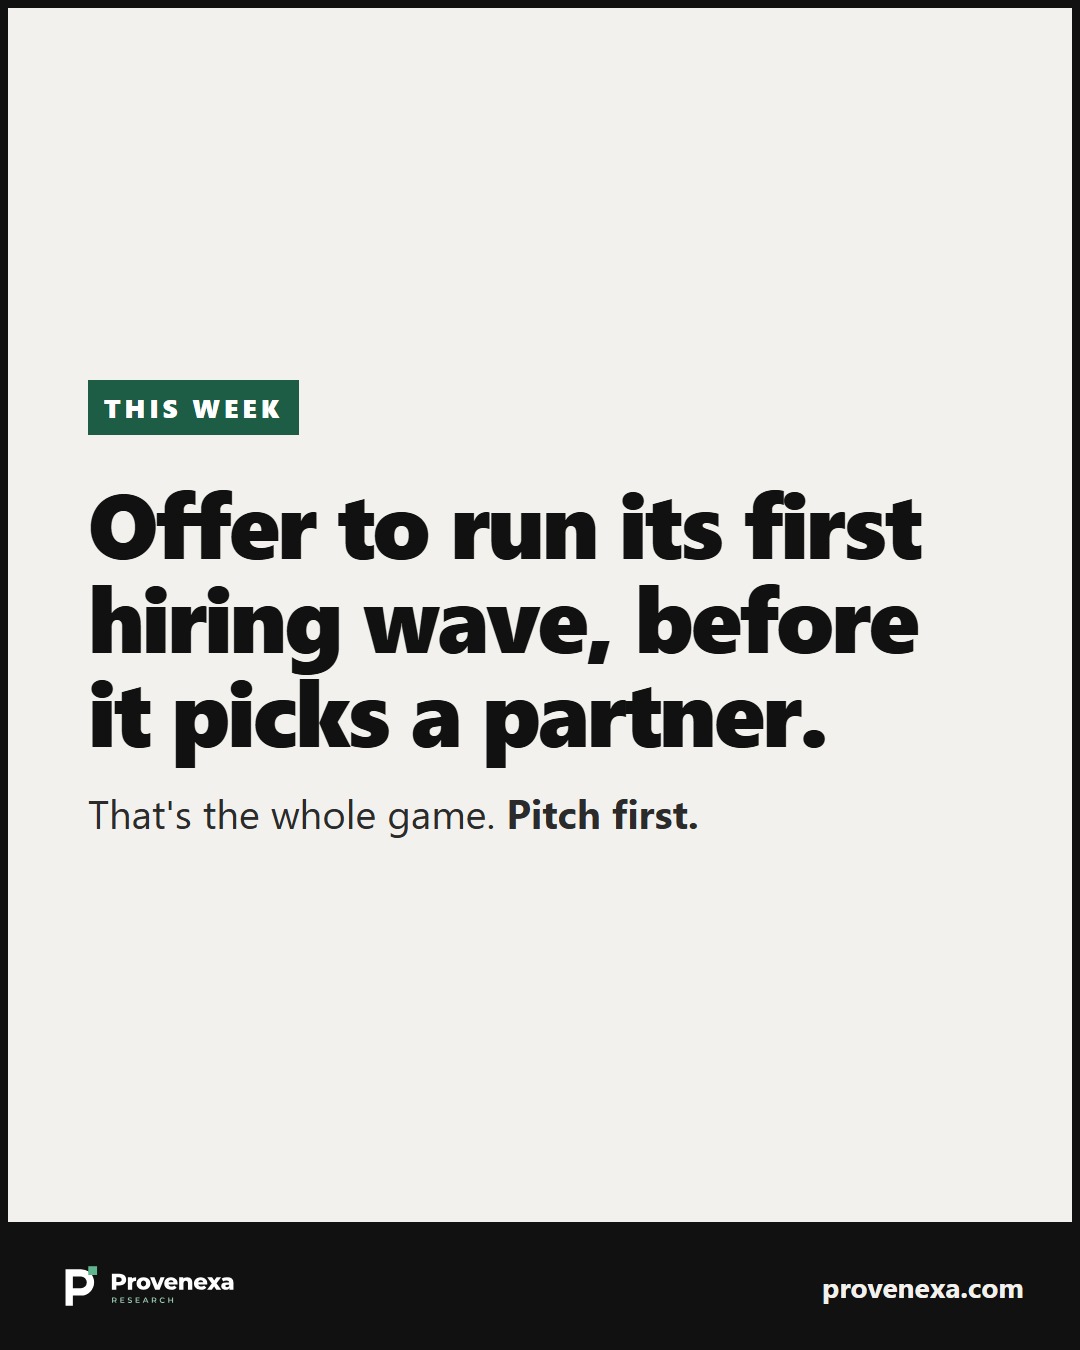 THIS WEEK
Offer to run its first
hiring wave, before
it picks a partner.
That's the whole game. Pitch first.
Provenexa
RESEARCH
provenexa.com